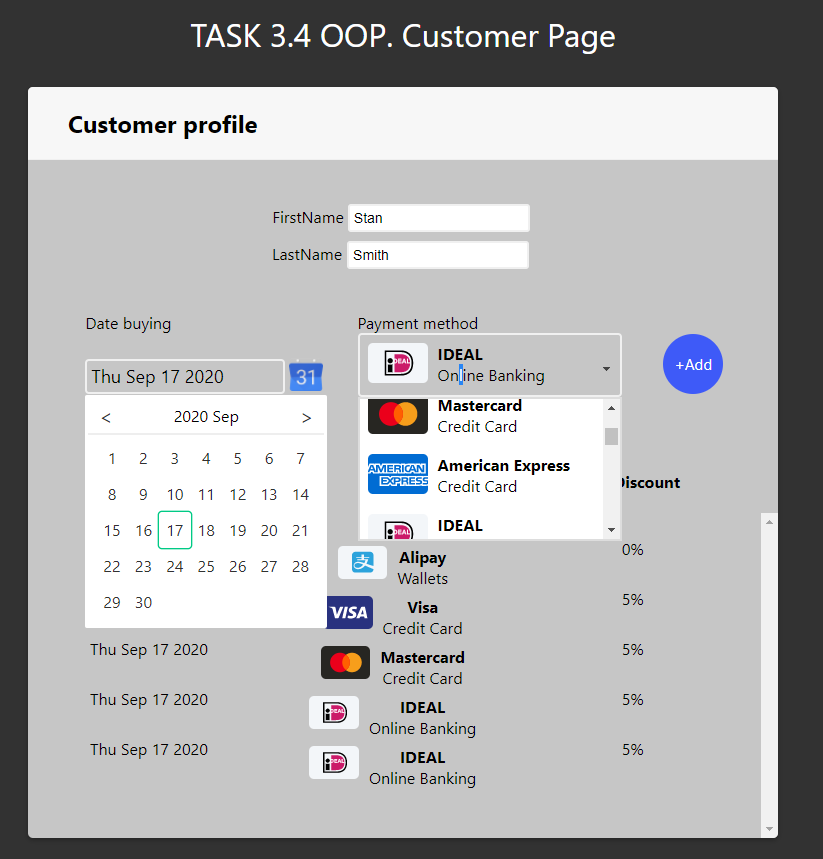 TASK 3.4 OOP. Customer Page
Customer profile
FirstName Stan
LastName Smith
Date buying
Payment method
Thu Sep 17 2020
31
iDEAL
IDEAL
Online Banking
+Add
< 2020 Sep >
1 2 3 4 5 6 7
8 9 10 11 12 13 14
15 16 17 18 19 20 21
22 23 24 25 26 27 28
29 30
Mastercard
Credit Card
AMERICAN EXPRESS
American Express
Credit Card
iDEAL
IDEAL
Discount
支
Alipay
Wallets
0%
VISA
Visa
Credit Card
5%
Thu Sep 17 2020
Mastercard
Credit Card
5%
Thu Sep 17 2020
iDEAL
IDEAL
Online Banking
5%
Thu Sep 17 2020
iDEAL
IDEAL
Online Banking
5%